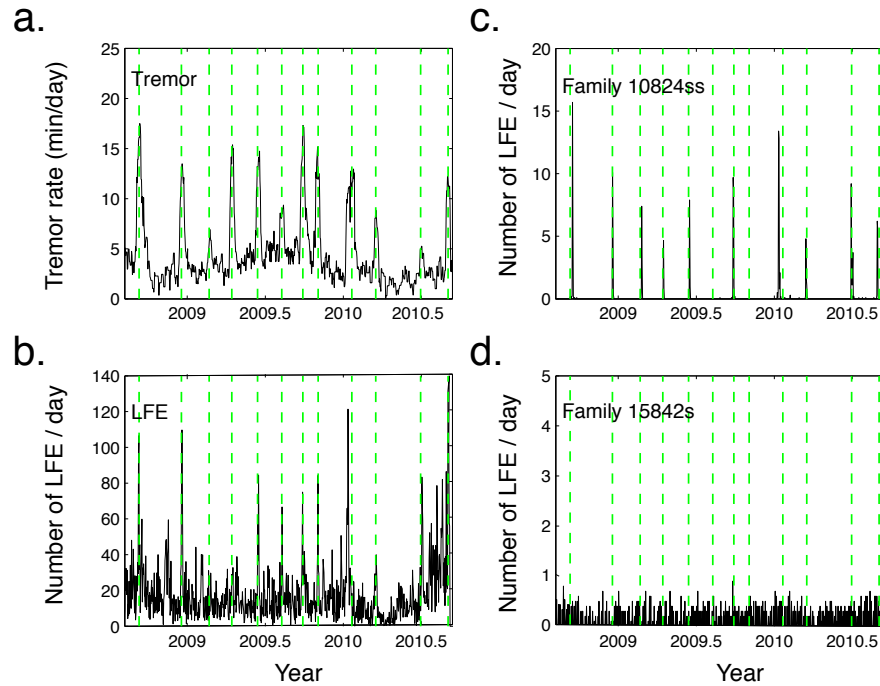 a.
25
20
15
10
5
0
Tremor rate (min/day)
Tremor
2009
2009.5
2010
2010.5
b.
140
120
100
80
60
40
20
0
Number of LFE / day
LFE
2009
2009.5
2010
2010.5
Year
c.
20
15
10
5
0
Number of LFE / day
Family 10824ss
2009
2009.5
2010
2010.5
d.
5
4
3
2
1
0
Number of LFE / day
Family 15842s
2009
2009.5
2010
2010.5
Year